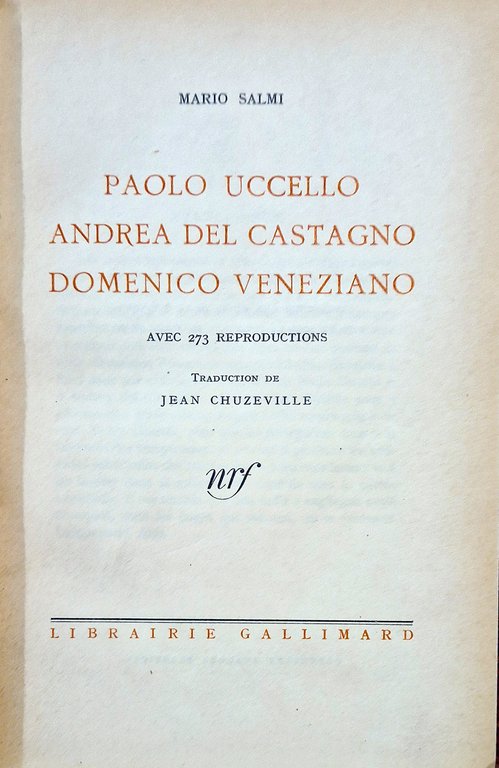 MARIO SALMI
PAOLO UCCELLO
ANDREA DEL CASTAGNO
DOMENICO VENEZIANO
AVEC 273 REPRODUCTIONS
TRADUCTION DE
JEAN CHUZEVILLE
nrf
LIBRAIRIE GALLIMARD